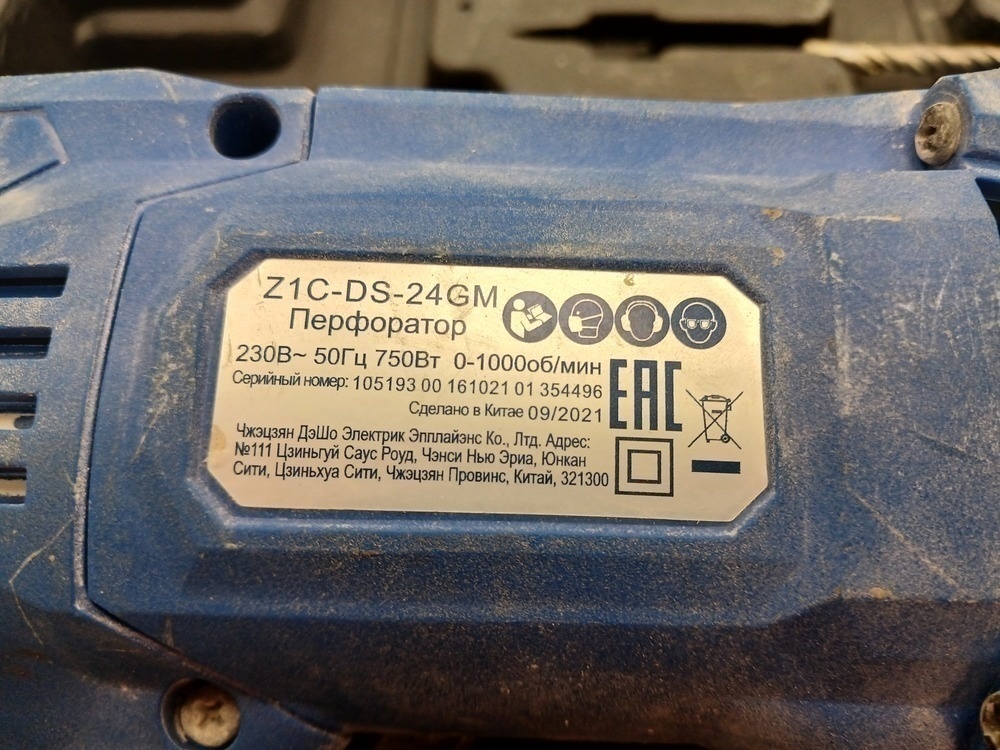 Z1C-DS-24GM
Перфоратор
230В~ 50Гц 750Вт 0-1000об/мин
Серийный номер: 105193 00 161021 01 354496
Сделано в Китае 09/2021
EAC
Чжэцзян ДэШо Электрик Эпплайэнс Ко., Лтд. Адрес:
№111 Цзиньгуй Саус Роуд, Чэнси Нью Эриа, Юнкан
Сити, Цзиньхуа Сити, Чжэцзян Провинс, Китай, 321300